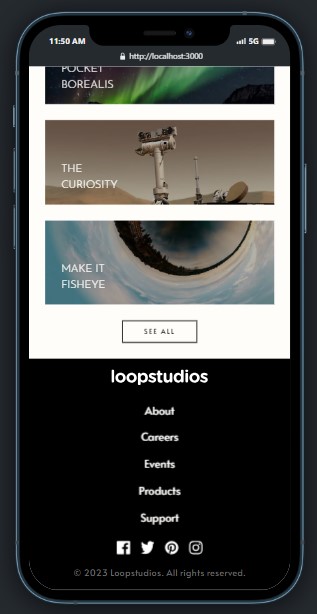 11:50 AM
5G
http://localhost:3000
POCKET
BOREALIS
THE
CURIOSITY
MAKE IT
FISHEYE
SEE ALL
loopstudios
About
Careers
Events
Products
Support
© 2023 Loopstudios. All rights reserved.